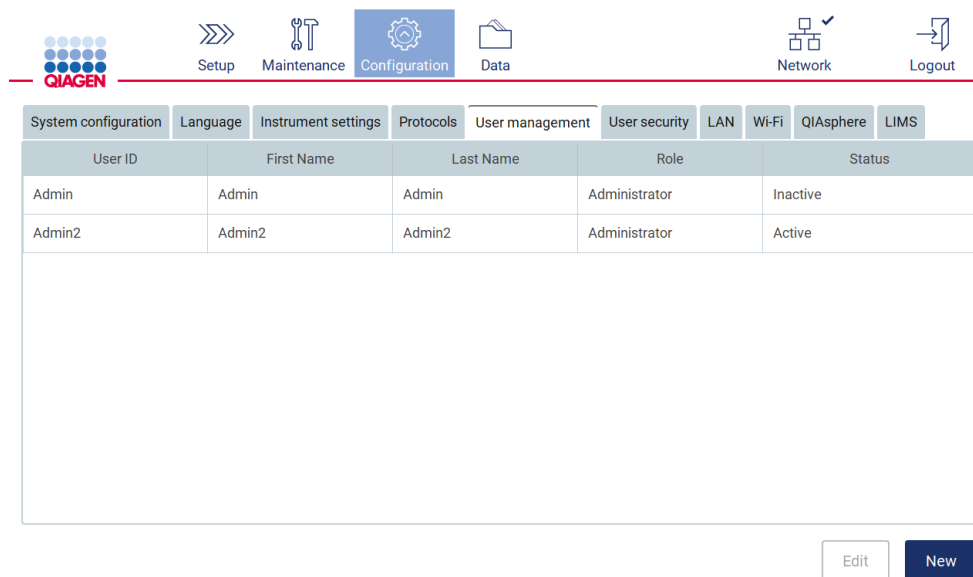 QIAGEN
Setup Maintenance Configuration Data Network Logout
System configuration Language Instrument settings Protocols User management User security LAN Wi-Fi QIAsphere LIMS
User ID First Name Last Name Role Status
Admin Admin Admin Administrator Inactive
Admin2 Admin2 Admin2 Administrator Active
Edit New